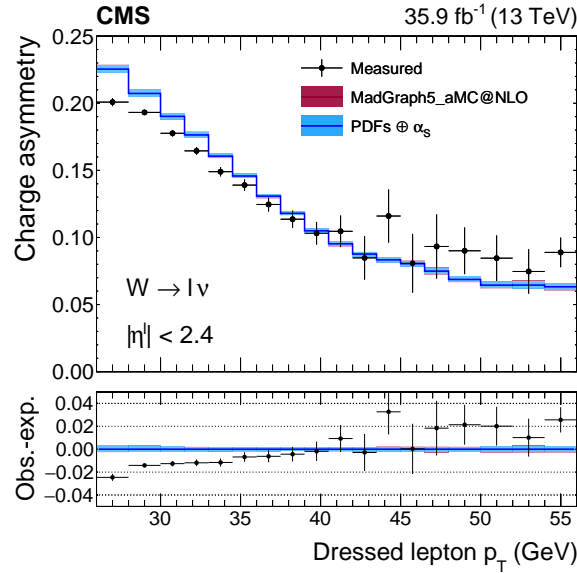 CMS 35.9 fb⁻¹ (13 TeV)
Charge asymmetry
0.25
0.20
0.15
0.10
0.05
0.00
Measured
MadGraph5_aMC@NLO
PDFs ⊕ αₛ
W → l ν
|ηˡ| < 2.4
Obs.-exp.
0.04
0.02
0.00
−0.02
−0.04
30 35 40 45 50 55
Dressed lepton p_T (GeV)